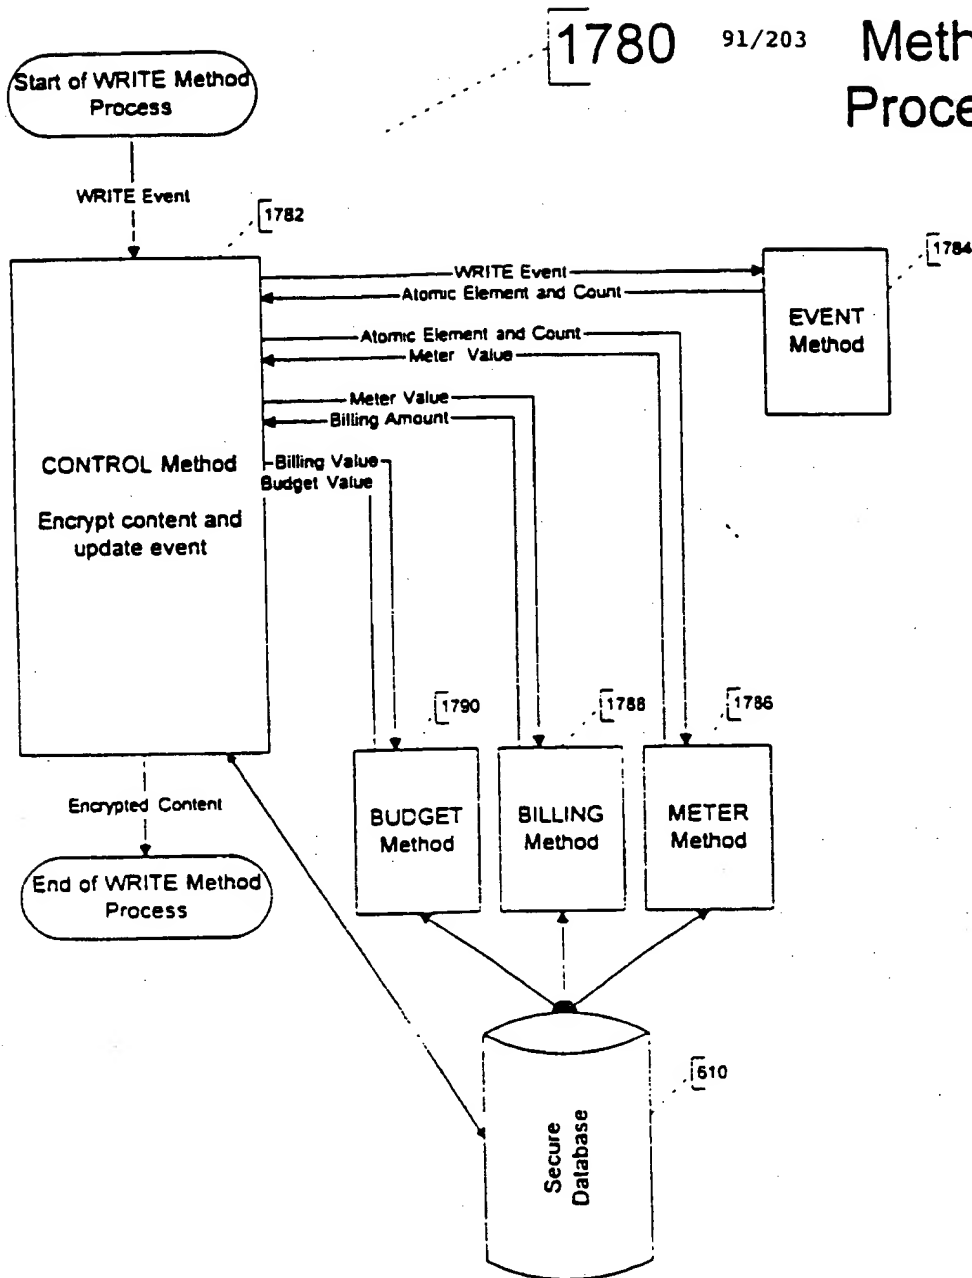 1780 91/203 Meth
Proce
Start of WRITE Method
Process
WRITE Event
1782
1784
WRITE Event
Atomic Element and Count
EVENT
Method
Atomic Element and Count
Meter Value
Meter Value
Billing Amount
CONTROL Method
Billing Value
Budget Value
Encrypt content and
update event
1790
1788
1786
Encrypted Content
BUDGET
Method
BILLING
Method
METER
Method
End of WRITE Method
Process
610
Secure
Database